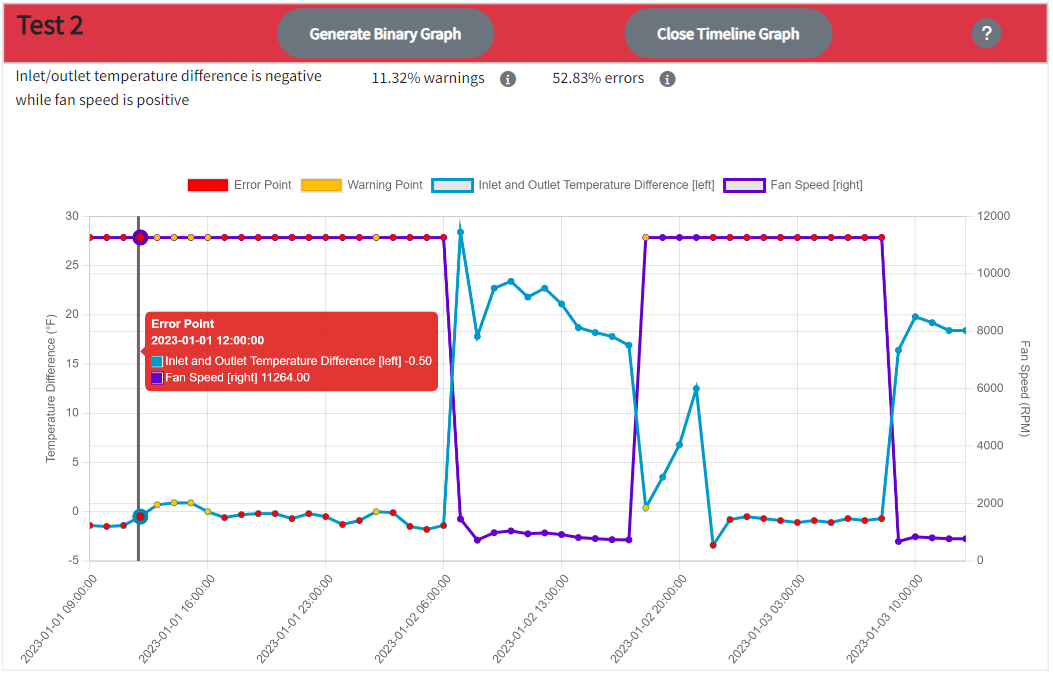 Test 2
Generate Binary Graph
Close Timeline Graph
?
Inlet/outlet temperature difference is negative
while fan speed is positive
11.32% warnings i
52.83% errors i
Error Point
Warning Point
Inlet and Outlet Temperature Difference [left]
Fan Speed [right]
30
25
20
15
10
5
0
-5
Temperature Difference (°F)
Error Point
2023-01-01 12:00:00
Inlet and Outlet Temperature Difference [left] -0.50
Fan Speed [right] 11264.00
12000
10000
8000
6000
4000
2000
0
Fan Speed (RPM)
2023-01-01 09:00:00
2023-01-01 16:00:00
2023-01-01 23:00:00
2023-01-02 06:00:00
2023-01-02 13:00:00
2023-01-02 20:00:00
2023-01-03 03:00:00
2023-01-03 10:00:00